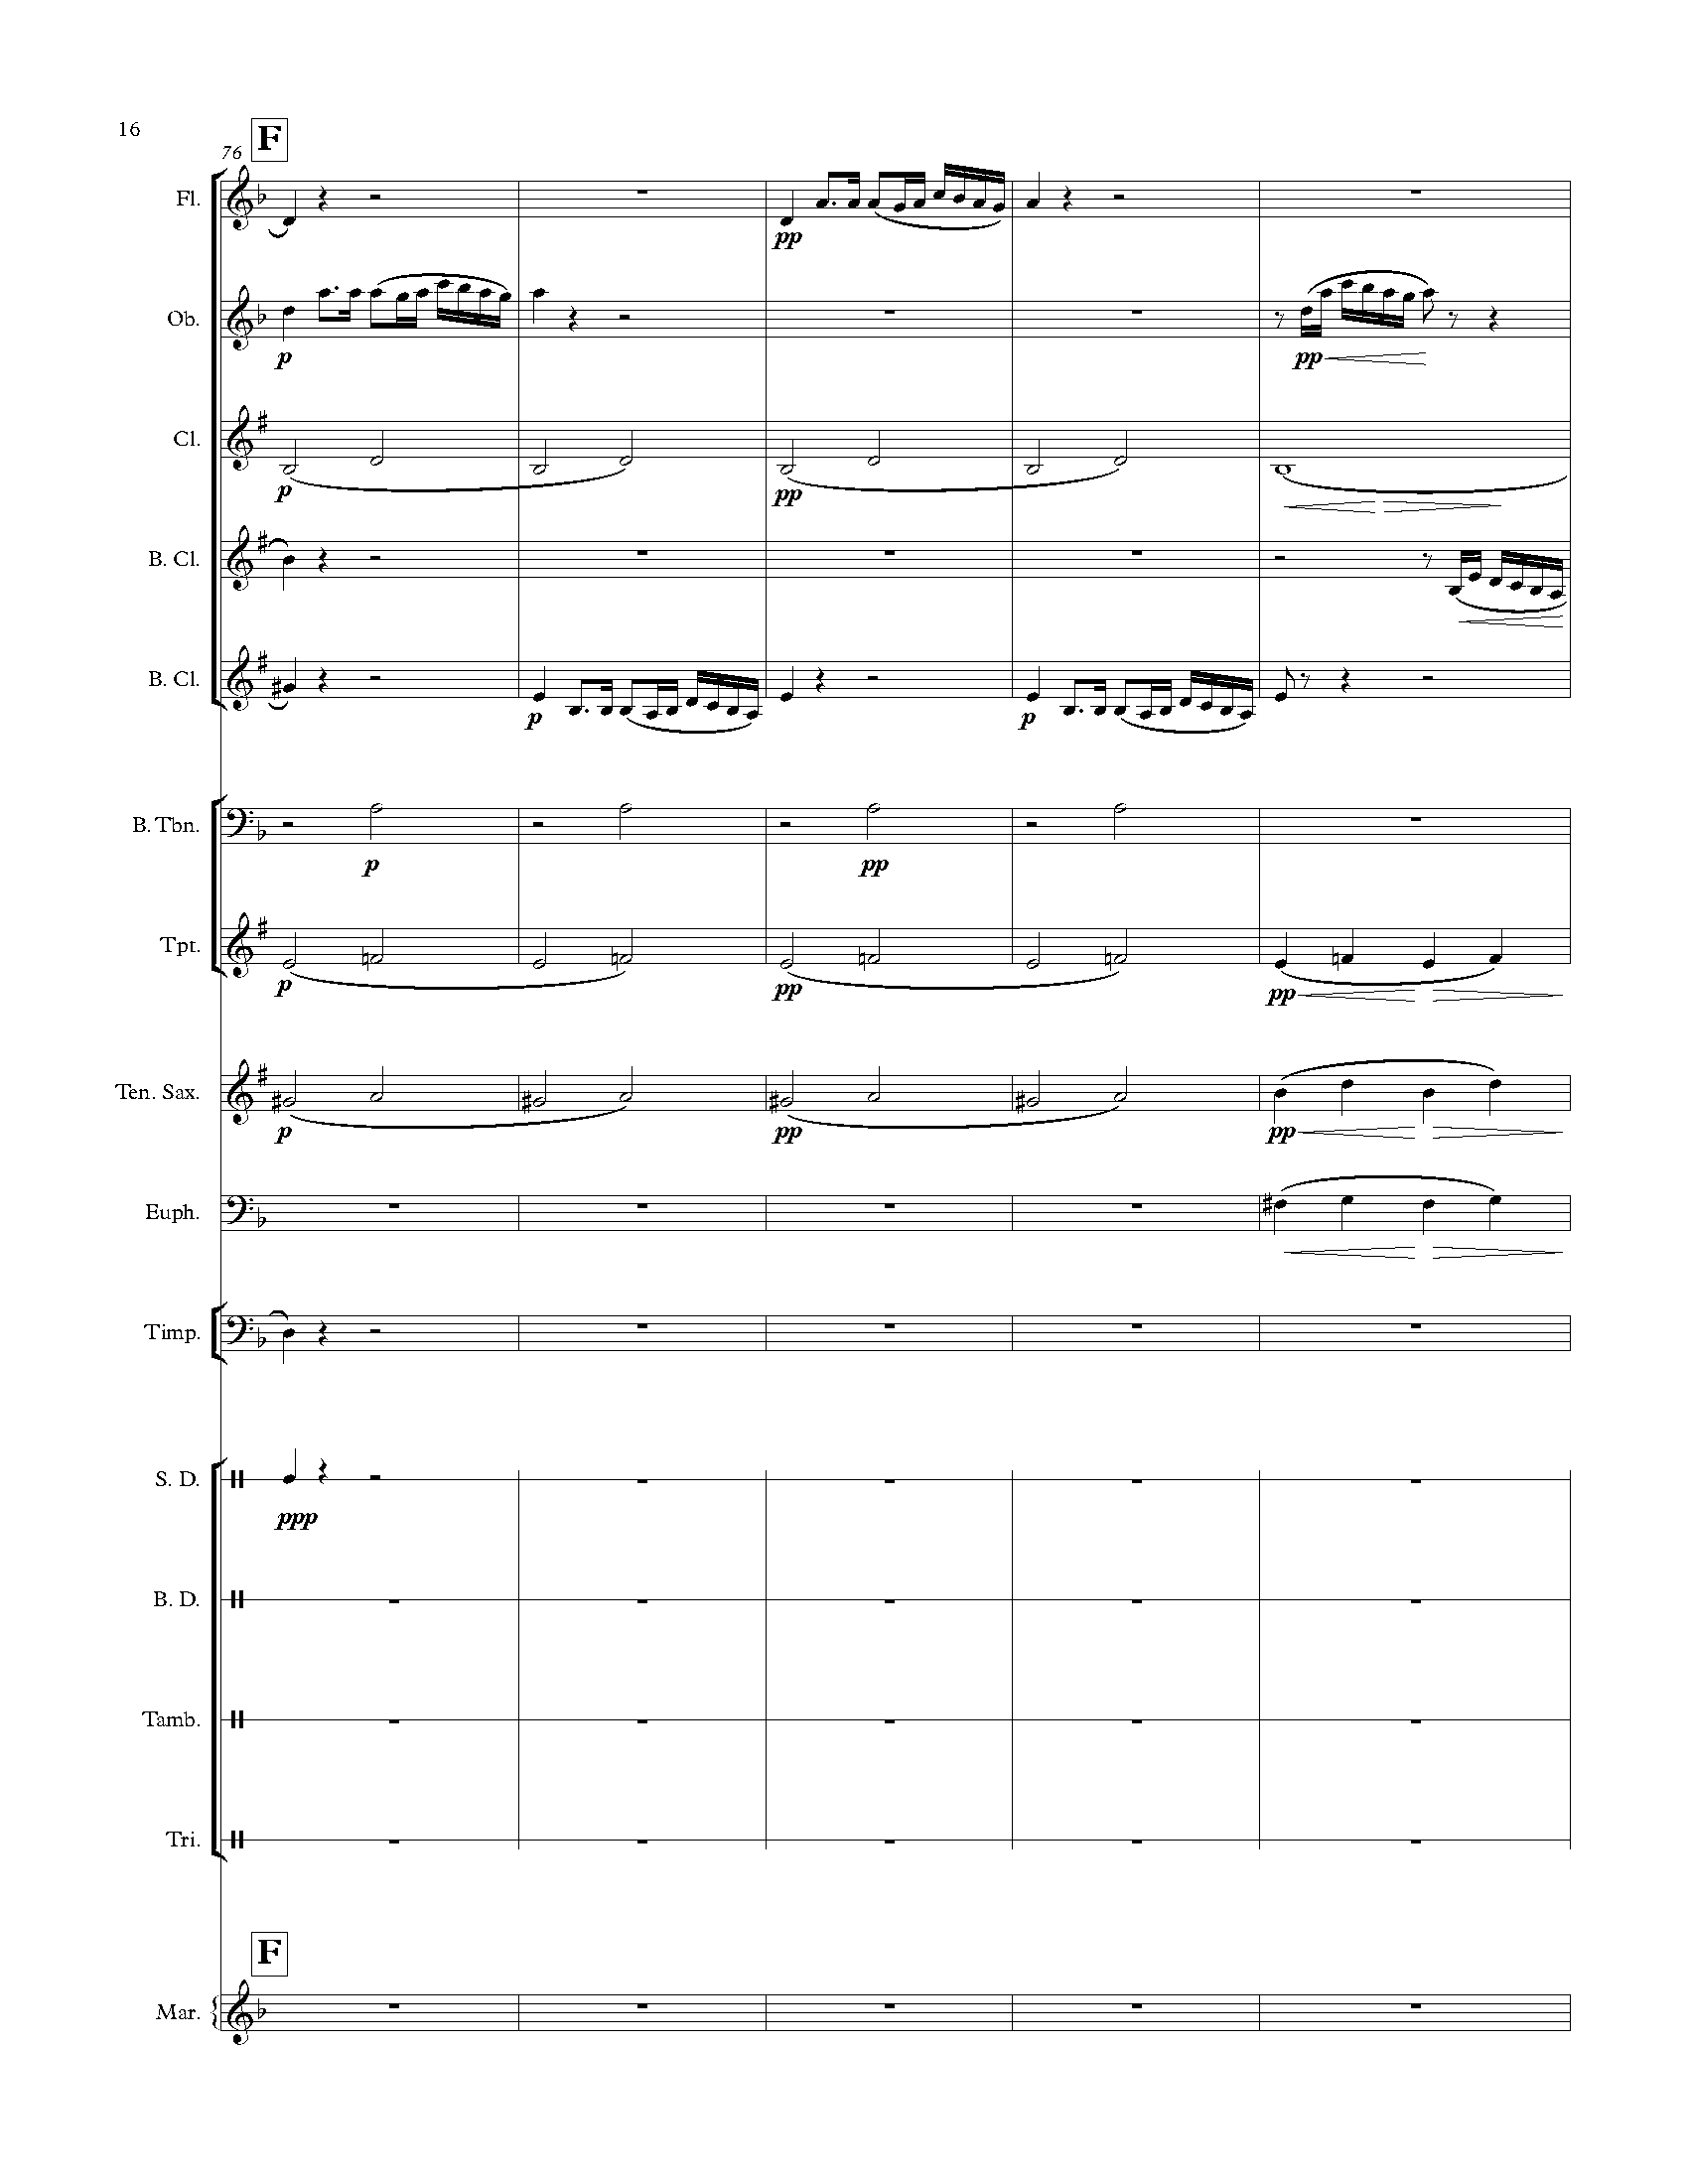 16
F
76
Fl.
pp
Ob.
p
pp
Cl.
p
pp
B. Cl.
B. Cl.
p
p
B. Tbn.
p
pp
Tpt.
p
pp
pp
Ten. Sax.
p
pp
pp
Euph.
Timp.
S. D.
ppp
B. D.
Tamb.
Tri.
F
Mar.